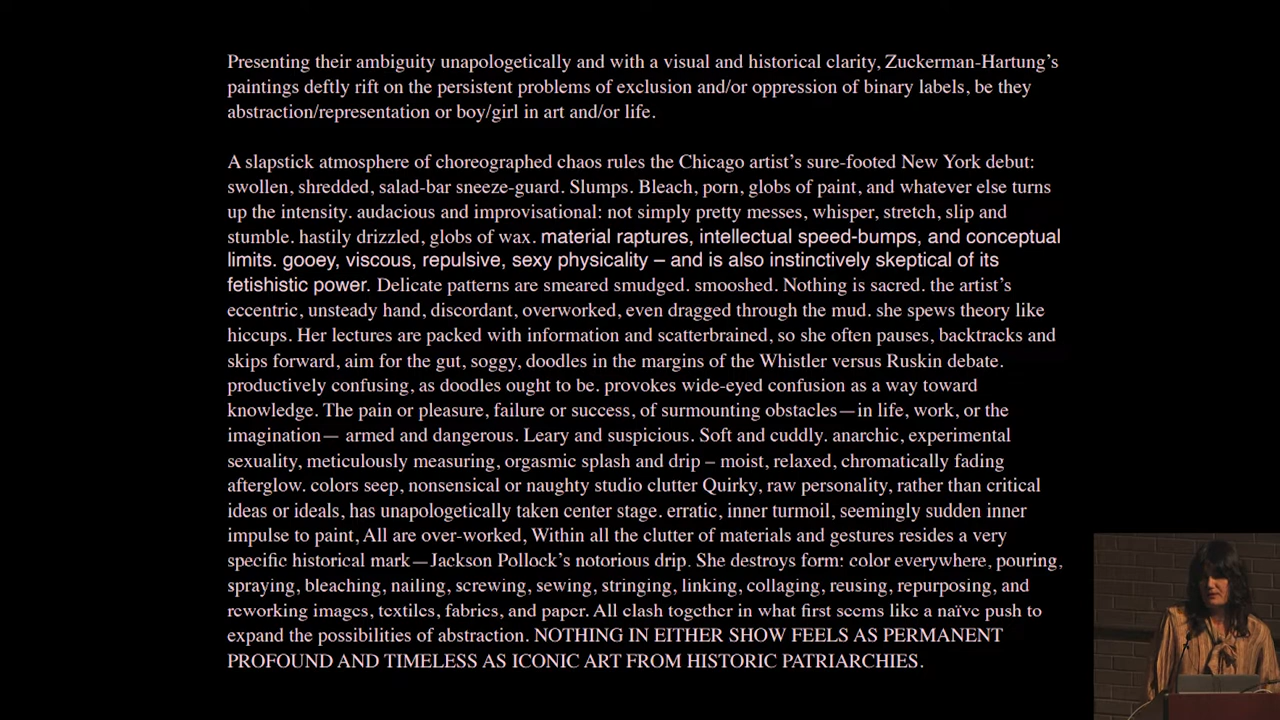 Presenting their ambiguity unapologetically and with a visual and historical clarity, Zuckerman-Hartung’s
paintings deftly rift on the persistent problems of exclusion and/or oppression of binary labels, be they
abstraction/representation or boy/girl in art and/or life.
A slapstick atmosphere of choreographed chaos rules the Chicago artist’s sure-footed New York debut:
swollen, shredded, salad-bar sneeze-guard. Slumps. Bleach, porn, globs of paint, and whatever else turns
up the intensity. audacious and improvisational: not simply pretty messes, whisper, stretch, slip and
stumble. hastily drizzled, globs of wax. material raptures, intellectual speed-bumps, and conceptual
limits. gooey, viscous, repulsive, sexy physicality – and is also instinctively skeptical of its
fetishistic power. Delicate patterns are smeared smudged. smooshed. Nothing is sacred. the artist’s
eccentric, unsteady hand, discordant, overworked, even dragged through the mud. she spews theory like
hiccups. Her lectures are packed with information and scatterbrained, so she often pauses, backtracks and
skips forward, aim for the gut, soggy, doodles in the margins of the Whistler versus Ruskin debate.
productively confusing, as doodles ought to be. provokes wide-eyed confusion as a way toward
knowledge. The pain or pleasure, failure or success, of surmounting obstacles—in life, work, or the
imagination— armed and dangerous. Leary and suspicious. Soft and cuddly. anarchic, experimental
sexuality, meticulously measuring, orgasmic splash and drip – moist, relaxed, chromatically fading
afterglow. colors seep, nonsensical or naughty studio clutter Quirky, raw personality, rather than critical
ideas or ideals, has unapologetically taken center stage. erratic, inner turmoil, seemingly sudden inner
impulse to paint, All are over-worked, Within all the clutter of materials and gestures resides a very
specific historical mark—Jackson Pollock’s notorious drip. She destroys form: color everywhere, pouring,
spraying, bleaching, nailing, screwing, sewing, stringing, linking, collaging, reusing, repurposing, and
reworking images, textiles, fabrics, and paper. All clash together in what first seems like a naïve push to
expand the possibilities of abstraction. NOTHING IN EITHER SHOW FEELS AS PERMANENT
PROFOUND AND TIMELESS AS ICONIC ART FROM HISTORIC PATRIARCHIES.